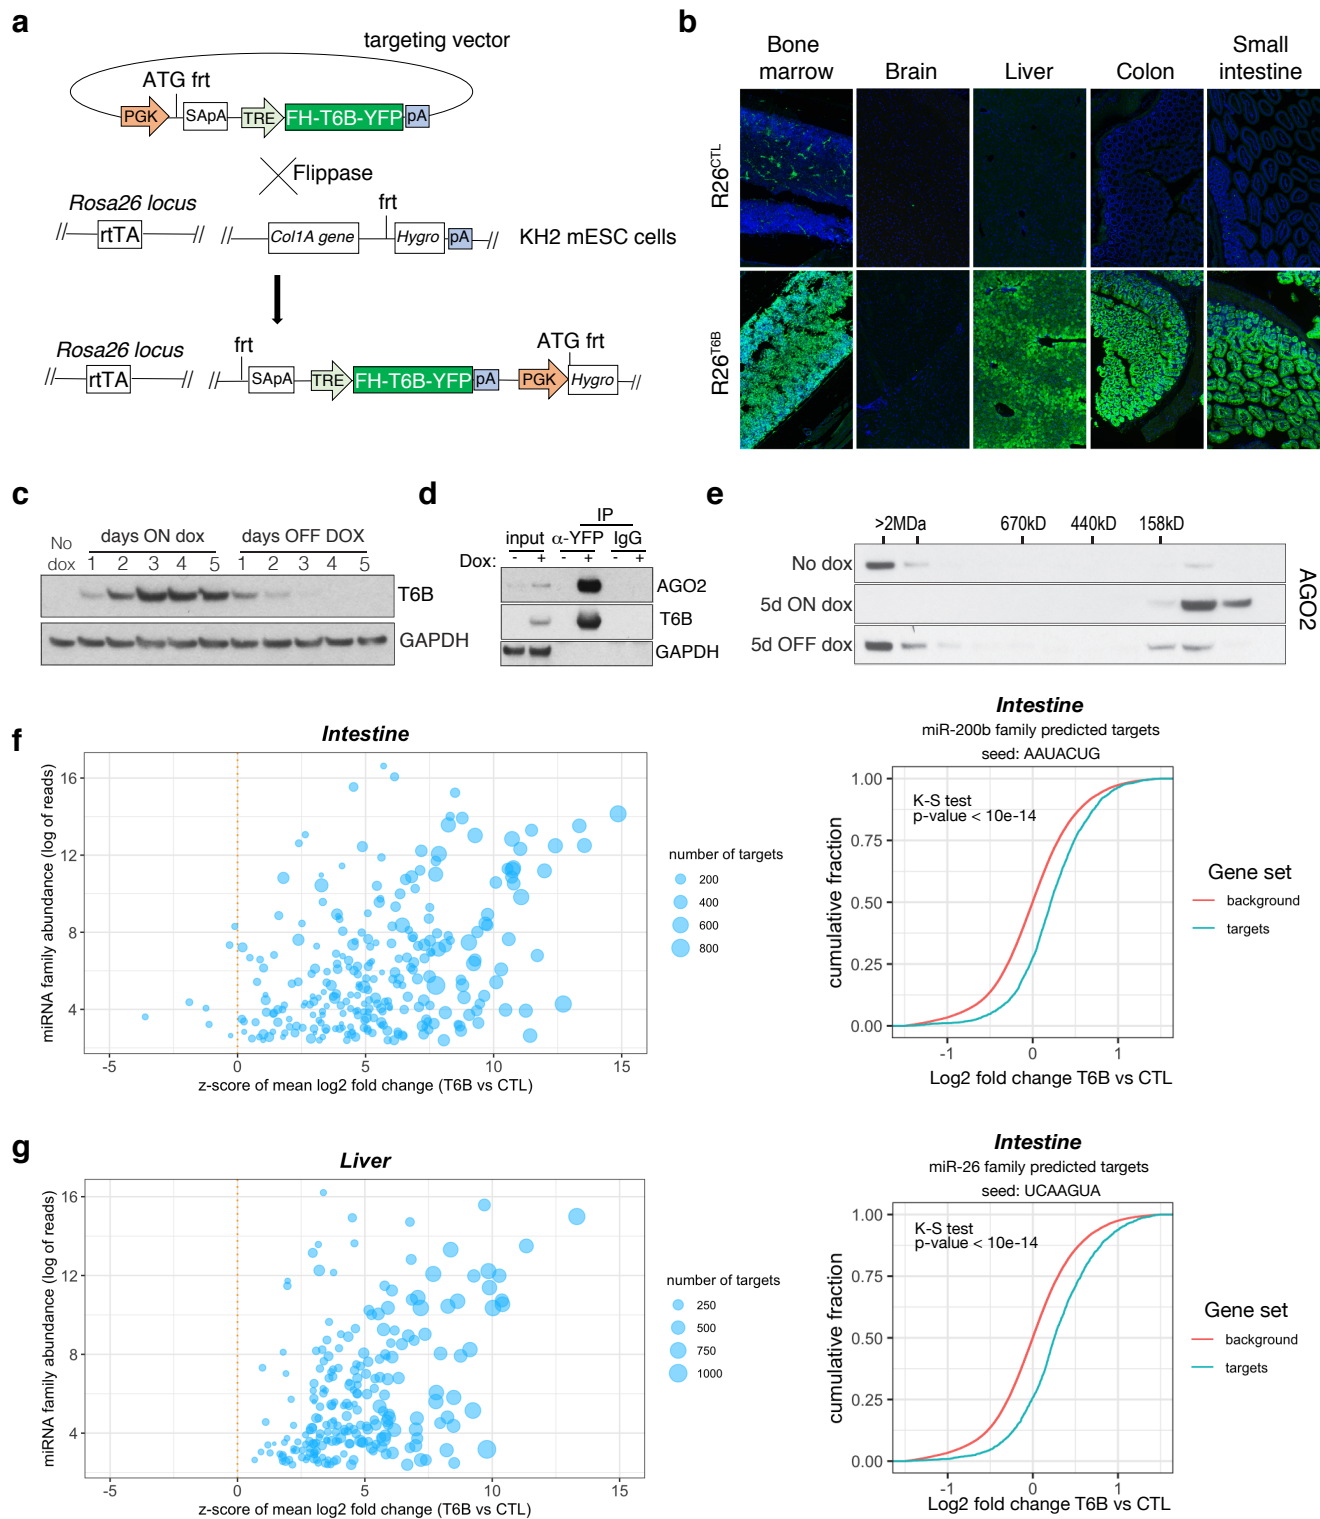 a
targeting vector
ATG frt
PGK
SApA
TRE
FH-T6B-YFP
pA
Flippase
Rosa26 locus
frt
// rtTA //
// Col1A gene
Hygro
pA
//
KH2 mESC cells
Rosa26 locus
frt
ATG frt
// rtTA //
// SApA
TRE
FH-T6B-YFP
pA
PGK
Hygro
//
b
Bone marrow
Brain
Liver
Colon
Small intestine
R26CTL
R26T6B
c
No dox
days ON dox
days OFF DOX
1 2 3 4 5 1 2 3 4 5
T6B
GAPDH
d
IP
input α-YFP IgG
Dox: - + - + - +
AGO2
T6B
GAPDH
e
>2MDa 670kD 440kD 158kD
No dox
5d ON dox
5d OFF dox
AGO2
f
Intestine
miRNA family abundance (log of reads)
16
12
8
4
-5 0 5 10 15
z-score of mean log2 fold change (T6B vs CTL)
number of targets
200
400
600
800
Intestine
miR-200b family predicted targets
seed: AAUACUG
K-S test
p-value < 10e-14
cumulative fraction
1.00
0.75
0.50
0.25
0.00
-1 0 1
Log2 fold change T6B vs CTL
Gene set
background
targets
g
Liver
miRNA family abundance (log of reads)
16
12
8
4
-5 0 5 10 15
z-score of mean log2 fold change (T6B vs CTL)
number of targets
250
500
750
1000
Intestine
miR-26 family predicted targets
seed: UCAAGUA
K-S test
p-value < 10e-14
cumulative fraction
1.00
0.75
0.50
0.25
0.00
-1 0 1
Log2 fold change T6B vs CTL
Gene set
background
targets